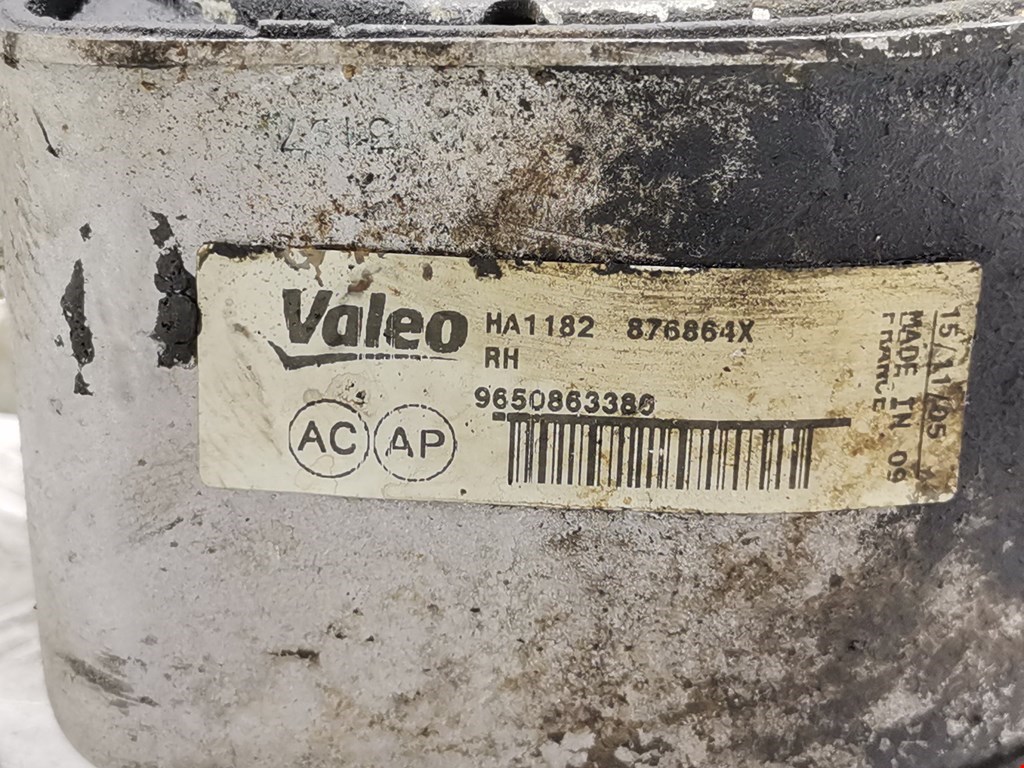 Valeo
HA1182 876864X
RH
9650863380
AC AP
15/11/05
MADE IN 09
FRANCE